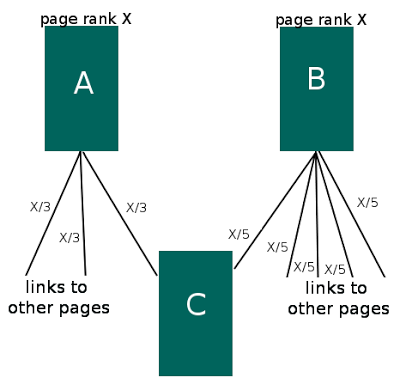 page rank X
page rank X
A
B
X/3
X/3
X/3
X/5
X/5
X/5
X/5
X/5
links to
other pages
C
links to
other pages